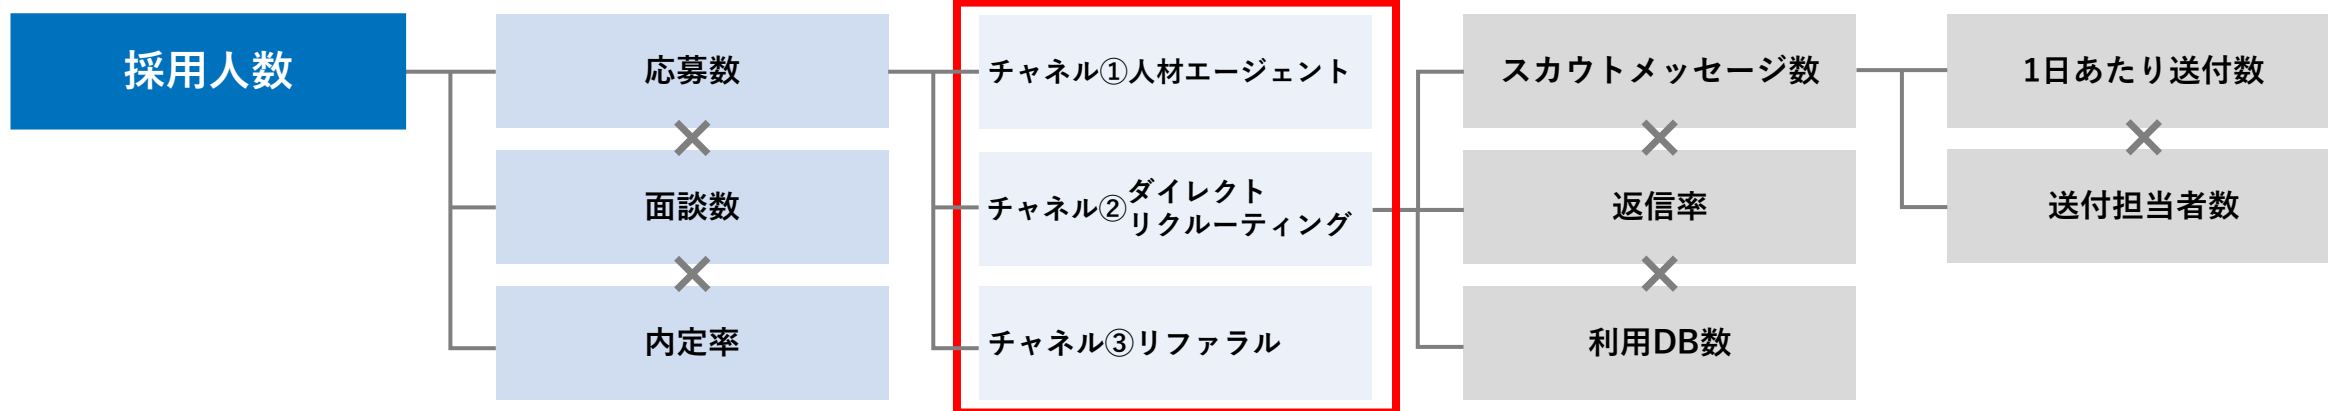 採用人数
応募数
×
面談数
×
内定率
チャネル①人材エージェント
チャネル②ダイレクト
リクルーティング
チャネル③リファラル
スカウトメッセージ数
×
返信率
×
利用DB数
1日あたり送付数
×
送付担当者数